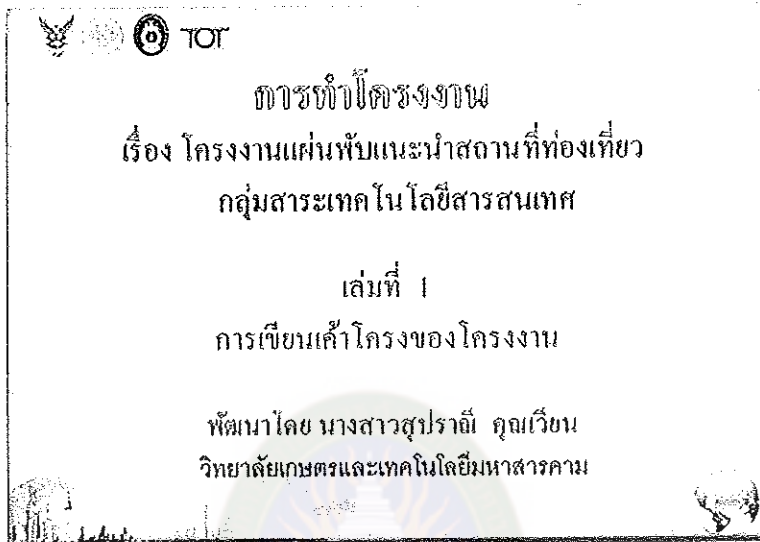 TOT
การทำโครงงาน
เรื่อง โครงงานแผ่นพับแนะนำสถานที่ท่องเที่ยว
กลุ่มสาระเทคโนโลยีสารสนเทศ
เล่มที่ 1
การเขียนเค้าโครงของโครงงาน
พัฒนาโดย นางสาวสุปราณี คุณเวียน
วิทยาลัยเกษตรและเทคโนโลยีมหาสารคาม